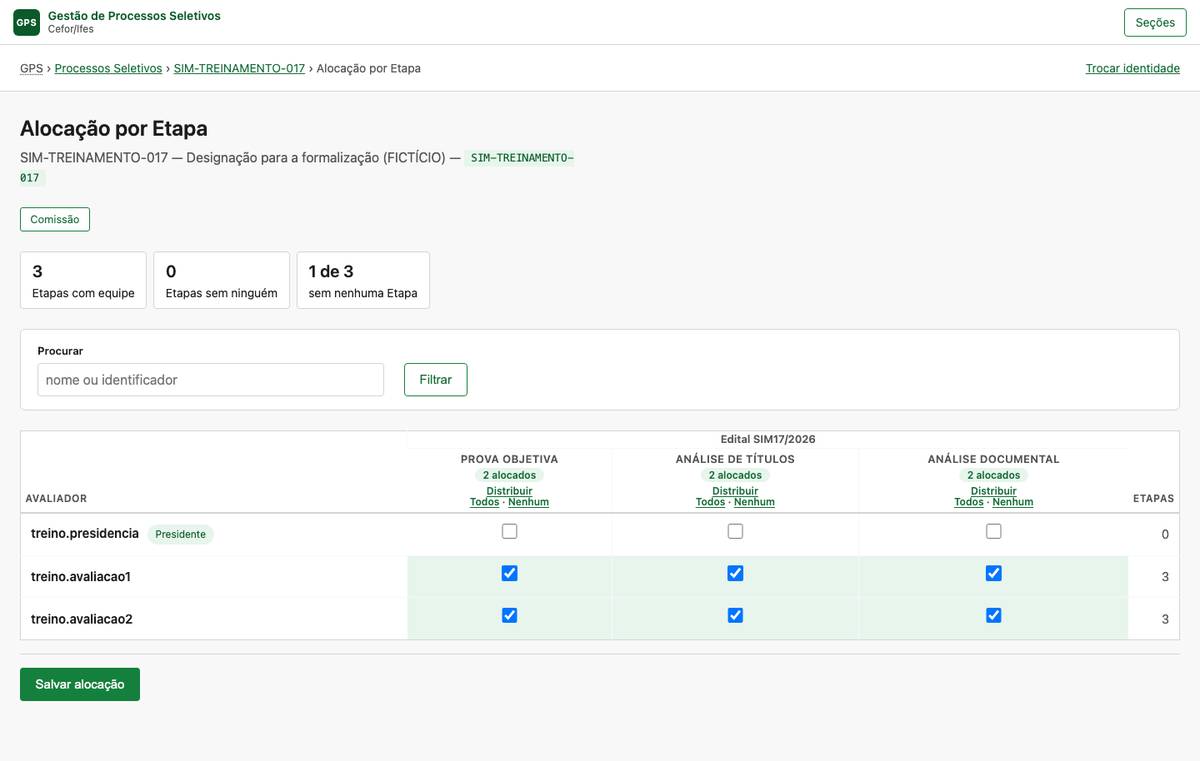 GPS
Gestão de Processos Seletivos
Cefor/Ifes
Seções
GPS › Processos Seletivos › SIM-TREINAMENTO-017 › Alocação por Etapa
Trocar identidade
Alocação por Etapa
SIM-TREINAMENTO-017 — Designação para a formalização (FICTÍCIO) — SIM-TREINAMENTO-
017
Comissão
3
Etapas com equipe
0
Etapas sem ninguém
1 de 3
sem nenhuma Etapa
Procurar
nome ou identificador
Filtrar
Edital SIM17/2026
AVALIADOR
PROVA OBJETIVA
2 alocados
Distribuir
Todos · Nenhum
ANÁLISE DE TÍTULOS
2 alocados
Distribuir
Todos · Nenhum
ANÁLISE DOCUMENTAL
2 alocados
Distribuir
Todos · Nenhum
ETAPAS
treino.presidencia Presidente 0
treino.avaliacao1 3
treino.avaliacao2 3
Salvar alocação